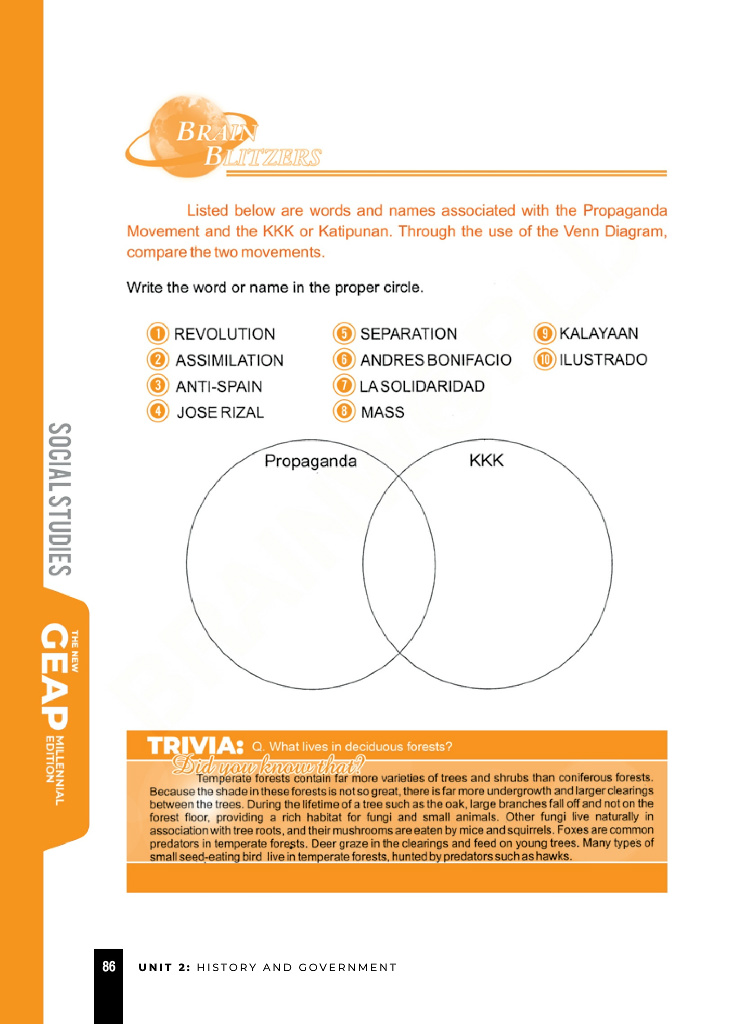 BRAIN
BLITZERS
Listed below are words and names associated with the Propaganda
Movement and the KKK or Katipunan. Through the use of the Venn Diagram,
compare the two movements.
Write the word or name in the proper circle.
1 REVOLUTION
2 ASSIMILATION
3 ANTI-SPAIN
4 JOSE RIZAL
5 SEPARATION
6 ANDRES BONIFACIO
7 LA SOLIDARIDAD
8 MASS
9 KALAYAAN
10 ILUSTRADO
Propaganda
KKK
SOCIAL STUDIES
THE NEW
GEAP
MILLENNIAL
EDITION
TRIVIA: Q. What lives in deciduous forests?
Did you know that?
Temperate forests contain far more varieties of trees and shrubs than coniferous forests.
Because the shade in these forests is not so great, there is far more undergrowth and larger clearings
between the trees. During the lifetime of a tree such as the oak, large branches fall off and not on the
forest floor, providing a rich habitat for fungi and small animals. Other fungi live naturally in
association with tree roots, and their mushrooms are eaten by mice and squirrels. Foxes are common
predators in temperate forests. Deer graze in the clearings and feed on young trees. Many types of
small seed-eating bird live in temperate forests, hunted by predators such as hawks.
86
UNIT 2: HISTORY AND GOVERNMENT